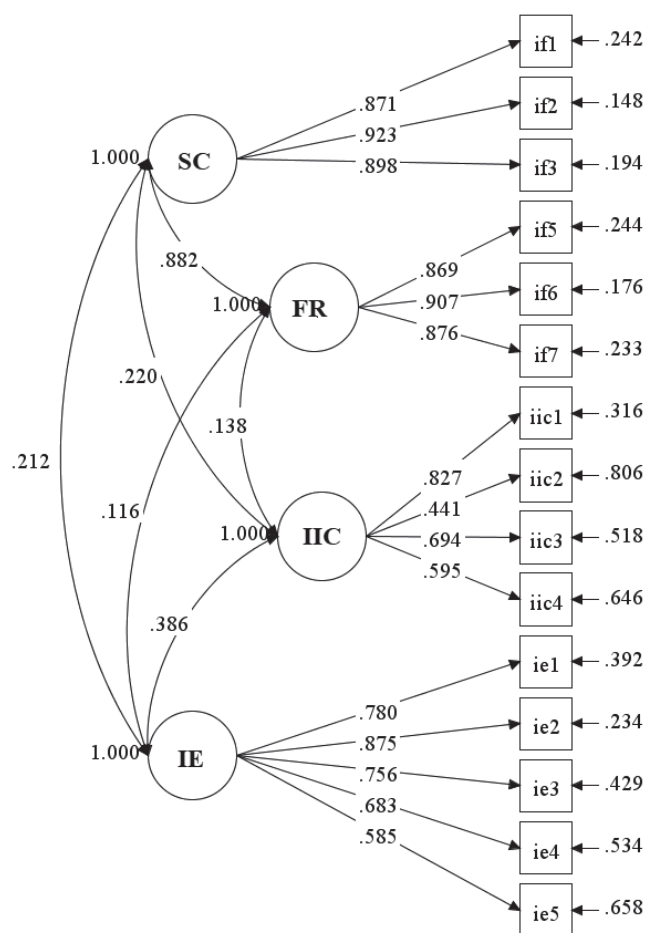 if1 .242
.871
if2 .148
.923
1.000 SC
.898
if3 .194
if5 .244
.882
.869
if6 .176
1.000 FR
.907
.876
if7 .233
.220
iic1 .316
.138
.212
.827
iic2 .806
.116
.441
1.000 IIC
.694
iic3 .518
.595
iic4 .646
.386
ie1 .392
.780
ie2 .234
.875
1.000 IE
.756
ie3 .429
.683
.585
ie4 .534
ie5 .658